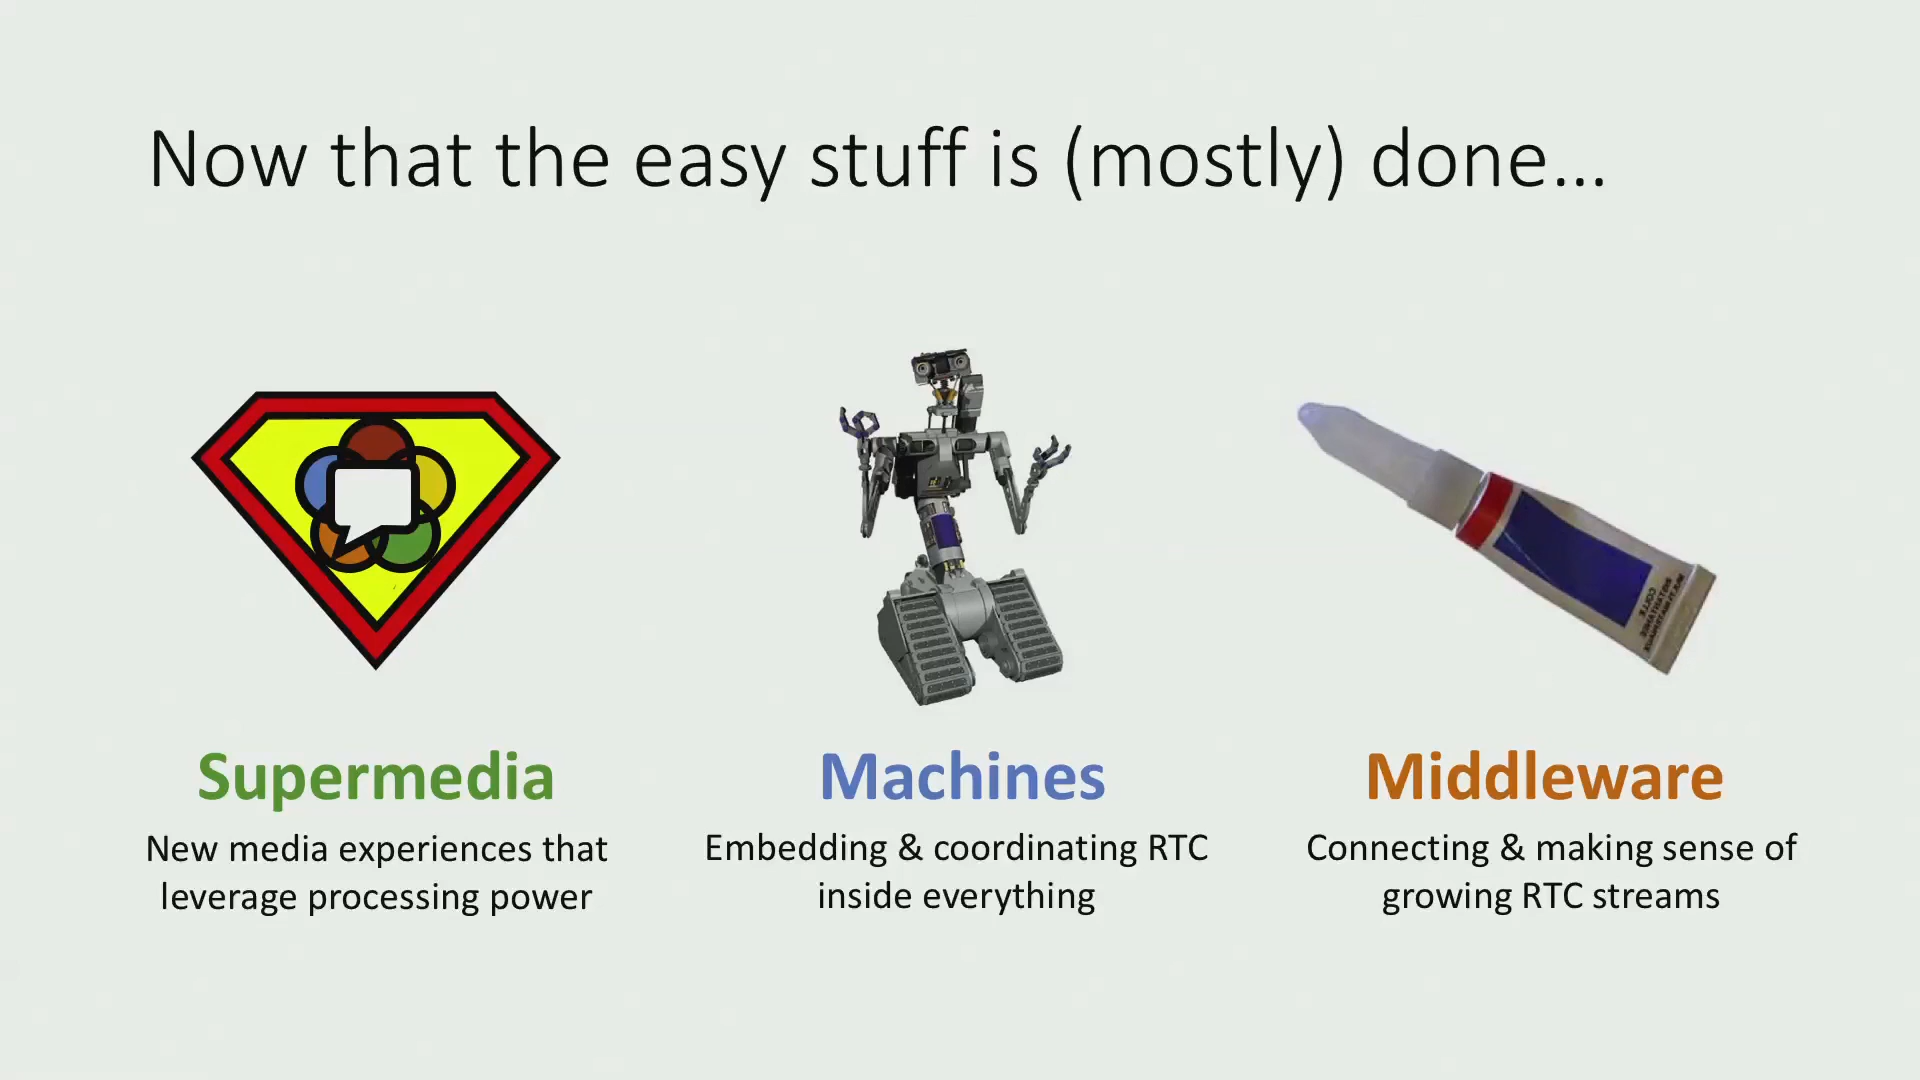 Now that the easy stuff is (mostly) done...
Supermedia
New media experiences that
leverage processing power
Machines
Embedding & coordinating RTC
inside everything
Middleware
Connecting & making sense of
growing RTC streams